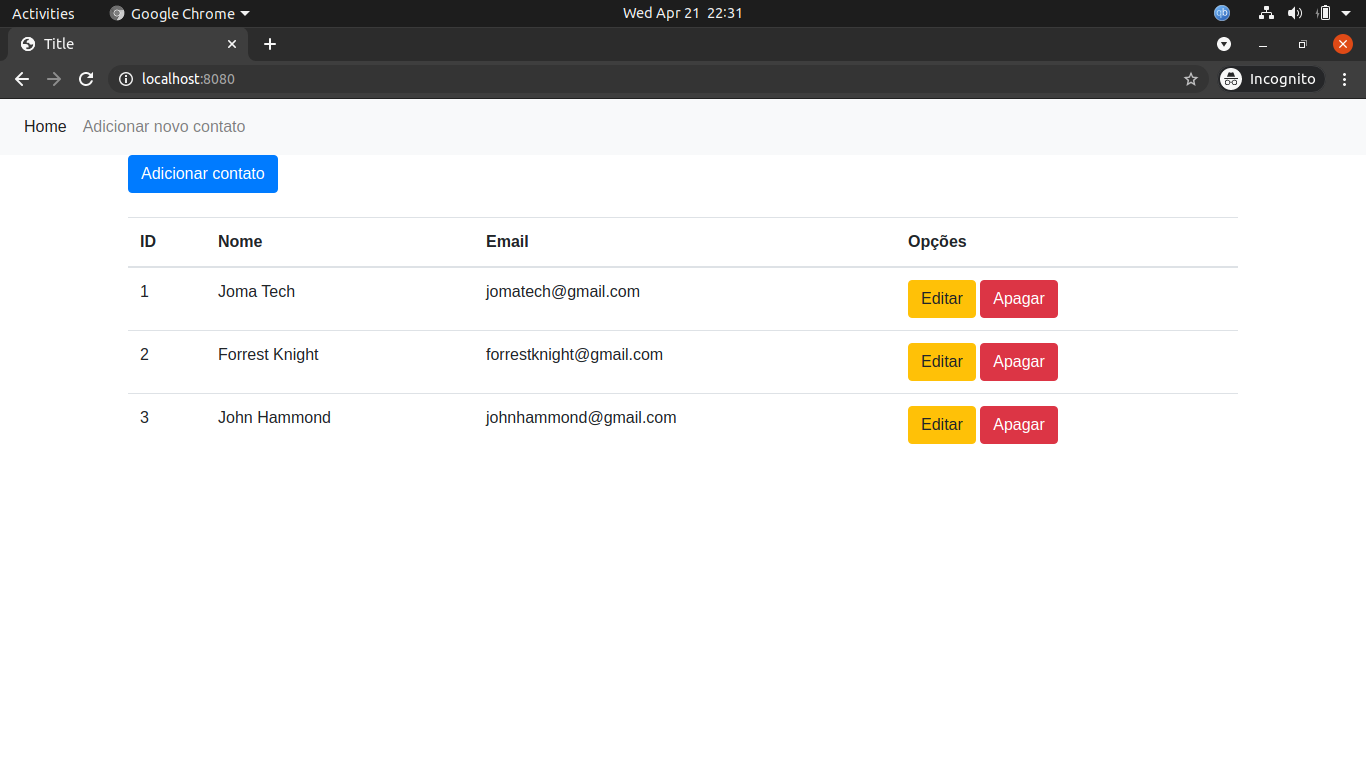 Activities Google Chrome Wed Apr 21 22:31 qb
Title
localhost:8080 Incognito
Home Adicionar novo contato
Adicionar contato
ID Nome Email Opções
1 Joma Tech jomatech@gmail.com Editar Apagar
2 Forrest Knight forrestknight@gmail.com Editar Apagar
3 John Hammond johnhammond@gmail.com Editar Apagar